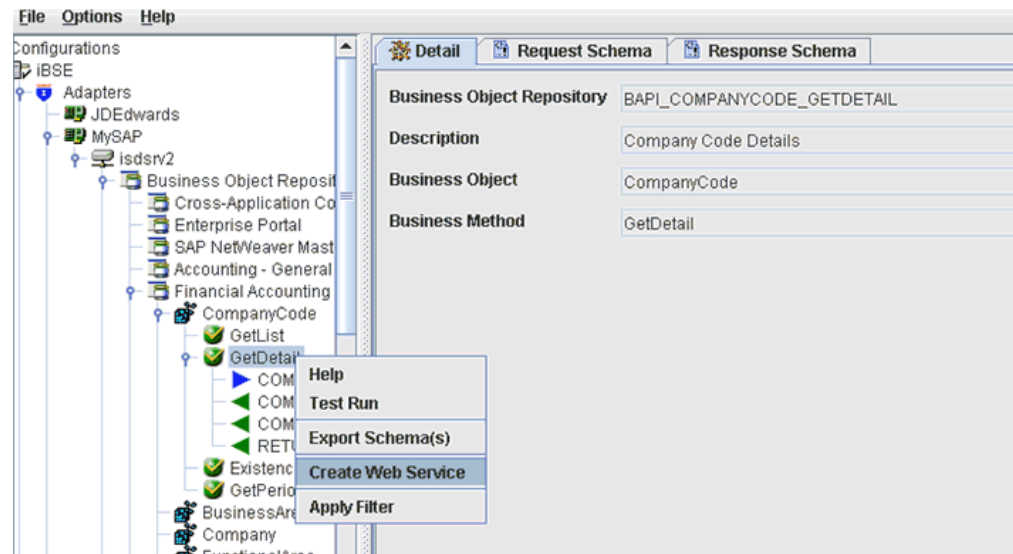 File Options Help
Configurations
iBSE
Adapters
JDEdwards
MySAP
isdsrv2
Business Object Reposit
Cross-Application Co
Enterprise Portal
SAP NetWeaver Mast
Accounting - General
Financial Accounting
CompanyCode
GetList
GetDetail
COM
COM
COM
RETU
Existenc
GetPerio
BusinessAre
Company
FunctionalArea
Help
Test Run
Export Schema(s)
Create Web Service
Apply Filter
Detail Request Schema Response Schema
Business Object Repository BAPI_COMPANYCODE_GETDETAIL
Description Company Code Details
Business Object CompanyCode
Business Method GetDetail